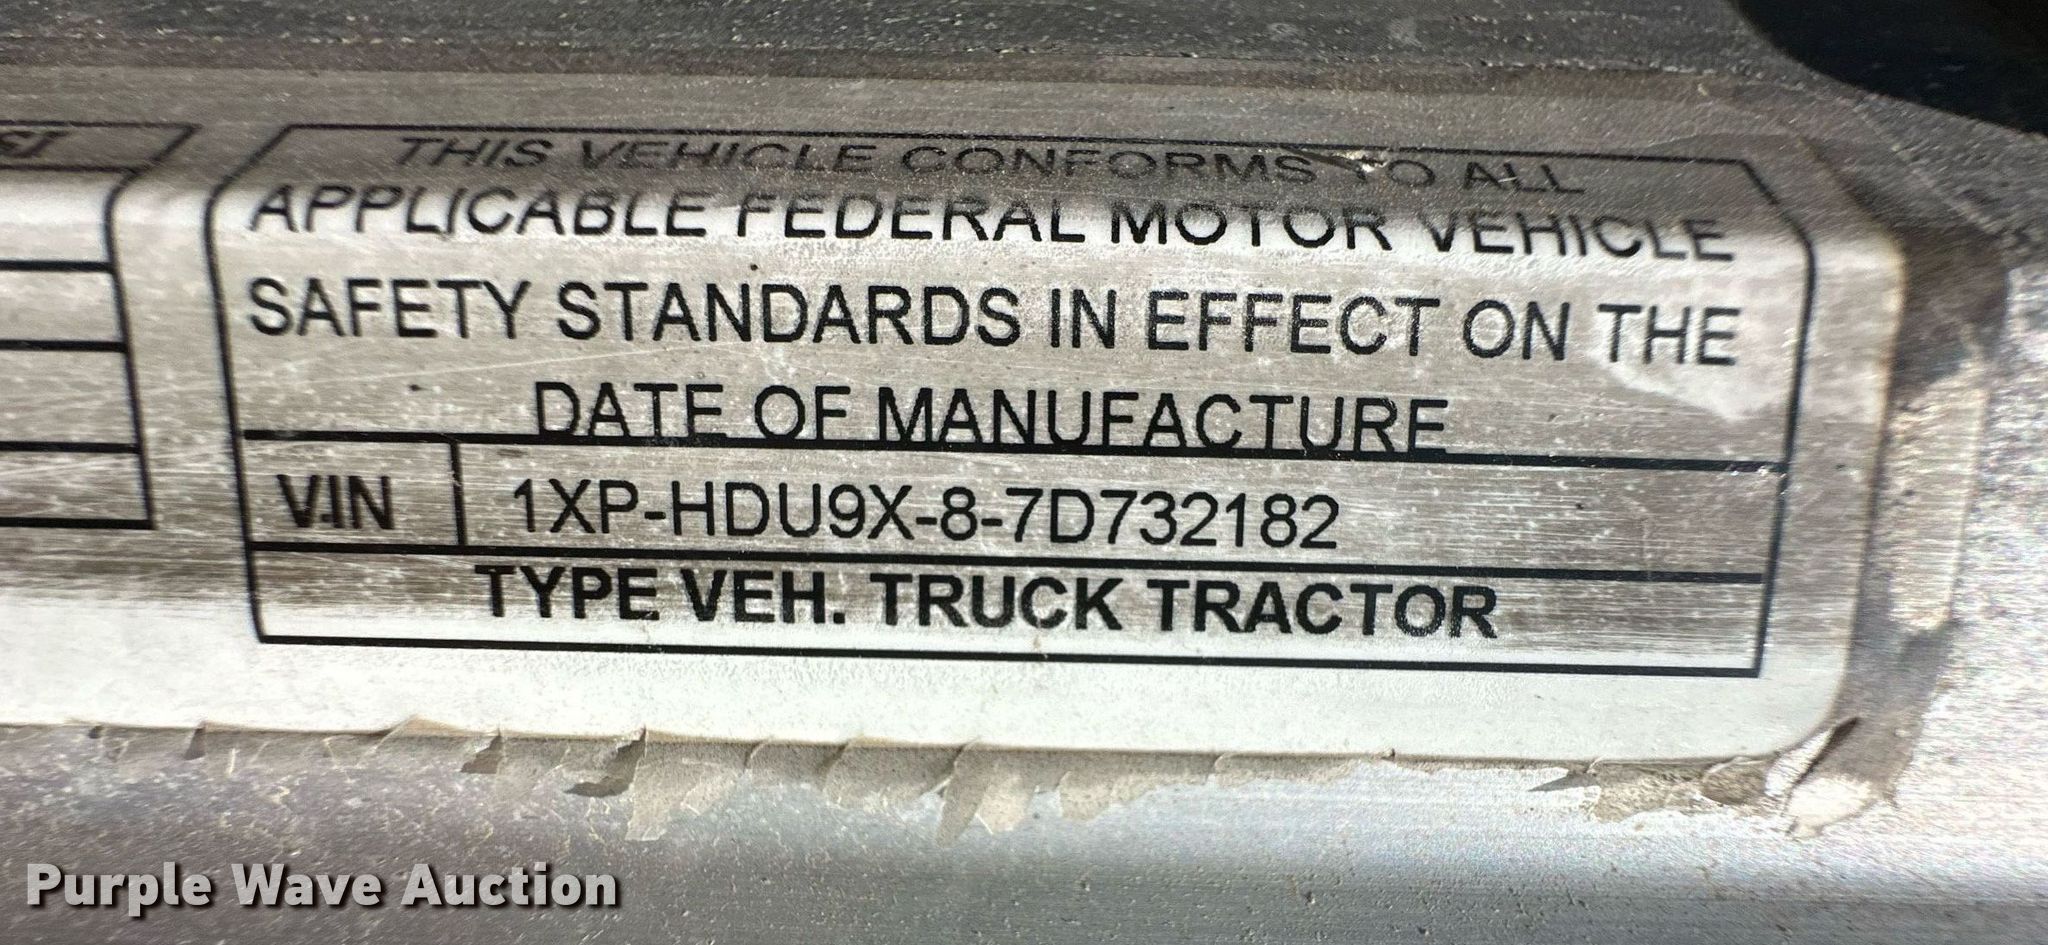 THIS VEHICLE CONFORMS TO ALL
APPLICABLE FEDERAL MOTOR VEHICLE
SAFETY STANDARDS IN EFFECT ON THE
DATE OF MANUFACTURE
V.IN 1XP-HDU9X-8-7D732182
TYPE VEH. TRUCK TRACTOR
Purple Wave Auction